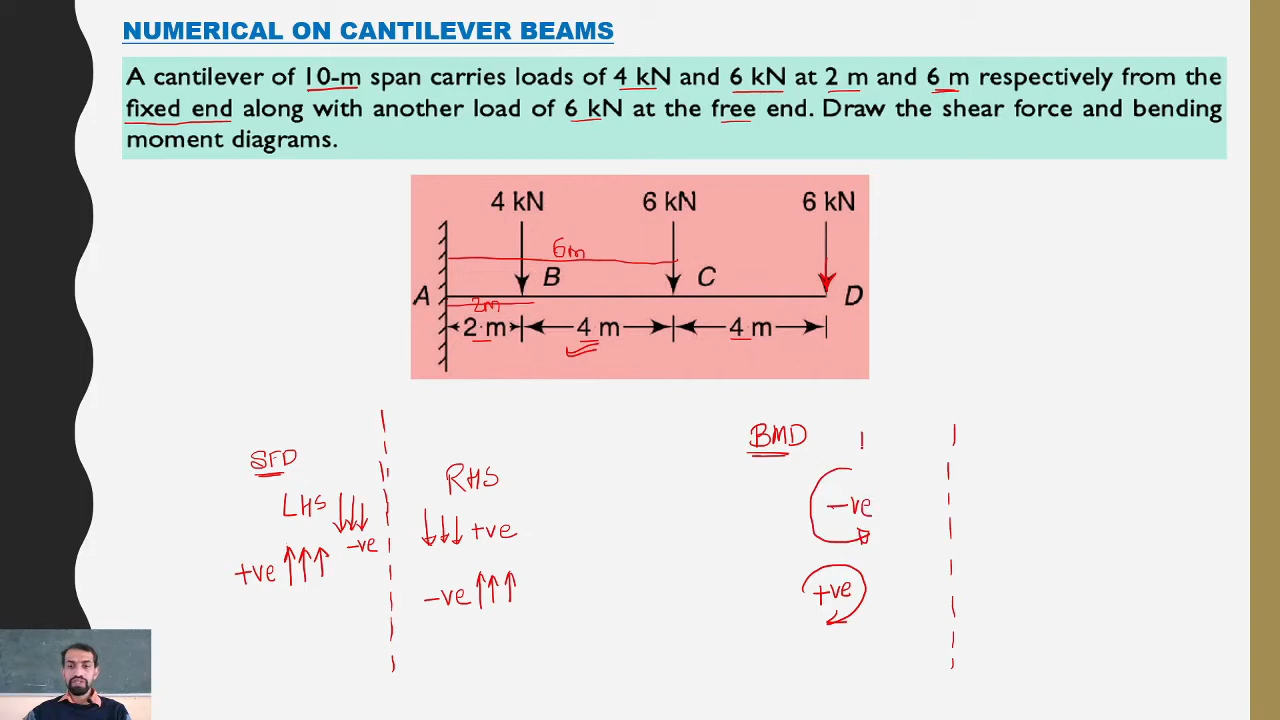 NUMERICAL ON CANTILEVER BEAMS
A cantilever of 10-m span carries loads of 4 kN and 6 kN at 2 m and 6 m respectively from the
fixed end along with another load of 6 kN at the free end. Draw the shear force and bending
moment diagrams.
4 kN 6 kN 6 kN
6m
B C
A D
2m
2 m 4 m 4 m
SFD
LHS
-ve
+ve
RHS
+ve
-ve
BMD
-ve
+ve